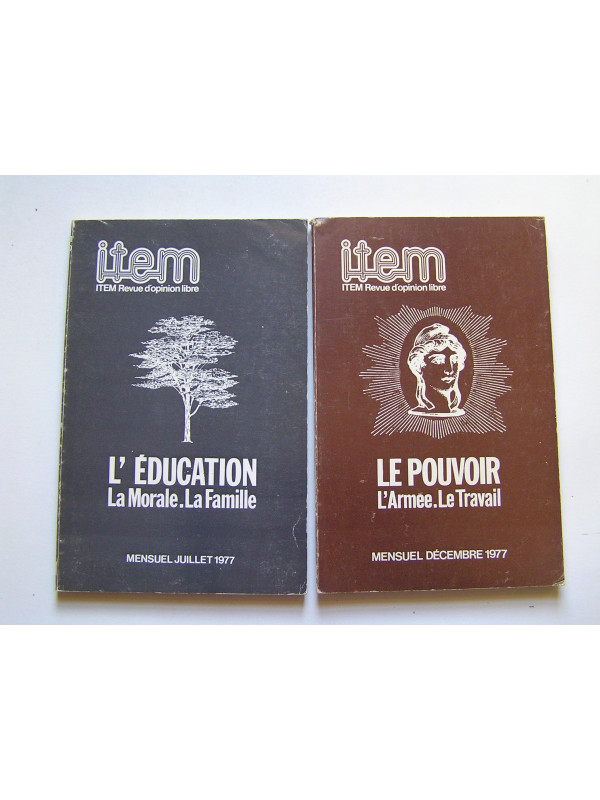 item
ITEM Revue d'opinion libre
L' ÉDUCATION
La Morale.La Famille
MENSUEL JUILLET 1977
item
ITEM Revue d'opinion libre
LE POUVOIR
L'Armée.Le Travail
MENSUEL DÉCEMBRE 1977